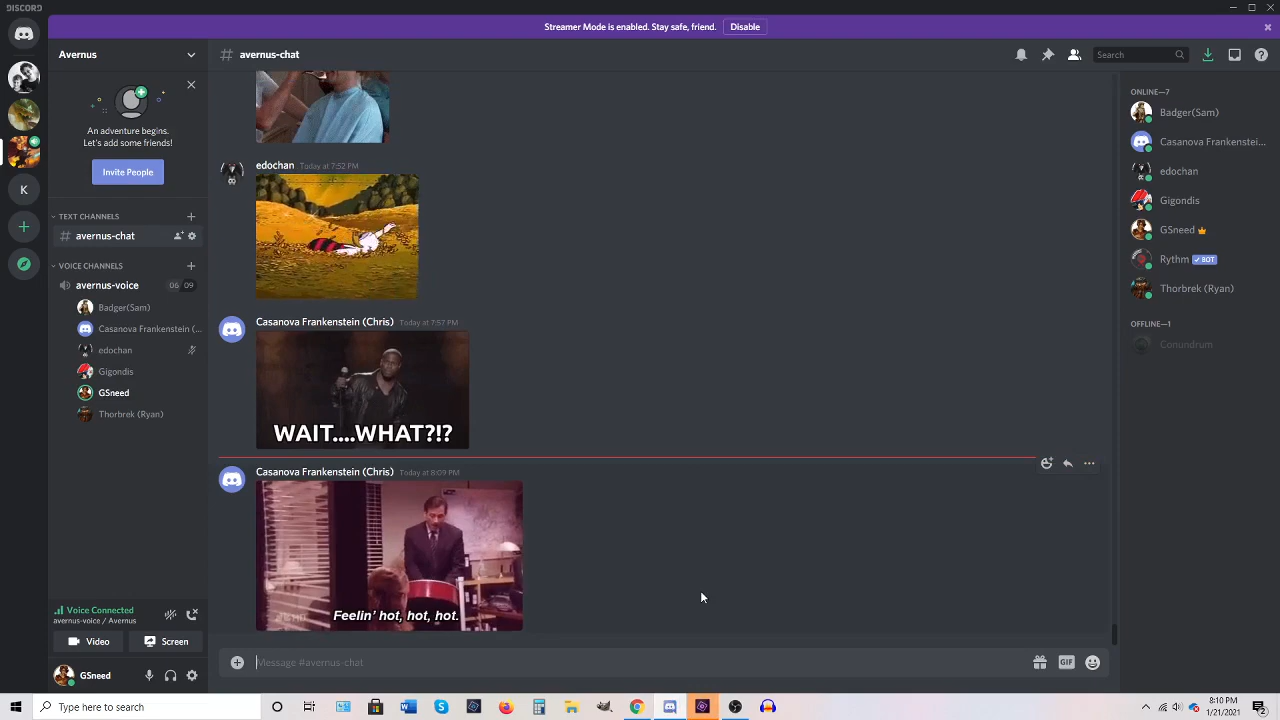 DISCORD
Streamer Mode is enabled. Stay safe, friend. Disable
Avernus
# avernus-chat
Search
An adventure begins.
Let's add some friends!
Invite People
TEXT CHANNELS
# avernus-chat
VOICE CHANNELS
avernus-voice 06 09
Badger(Sam)
Casanova Frankenstein (...
edochan
Gigondis
GSneed
Thorbrek (Ryan)
K
Voice Connected
avernus-voice / Avernus
Video Screen
GSneed
edochan Today at 7:52 PM
Casanova Frankenstein (Chris) Today at 7:57 PM
WAIT....WHAT?!?
Casanova Frankenstein (Chris) Today at 8:09 PM
Feelin' hot, hot, hot.
Message #avernus-chat
GIF
ONLINE—7
Badger(Sam)
Casanova Frankenstei...
edochan
Gigondis
GSneed
Rythm ✓ BOT
Thorbrek (Ryan)
OFFLINE—1
Conundrum
Type here to search
8:10 PM
1/21/2021